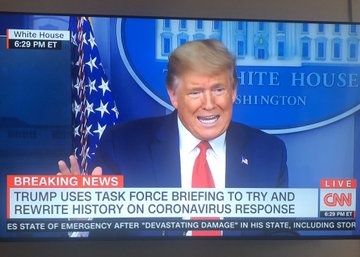 White House
6:29 PM ET
THE WHITE HOUSE
WASHINGTON
BREAKING NEWS
TRUMP USES TASK FORCE BRIEFING TO TRY AND
REWRITE HISTORY ON CORONAVIRUS RESPONSE
LIVE
CNN
6:29 PM ET
ES STATE OF EMERGENCY AFTER "DEVASTATING DAMAGE" IN HIS STATE, INCLUDING STOR